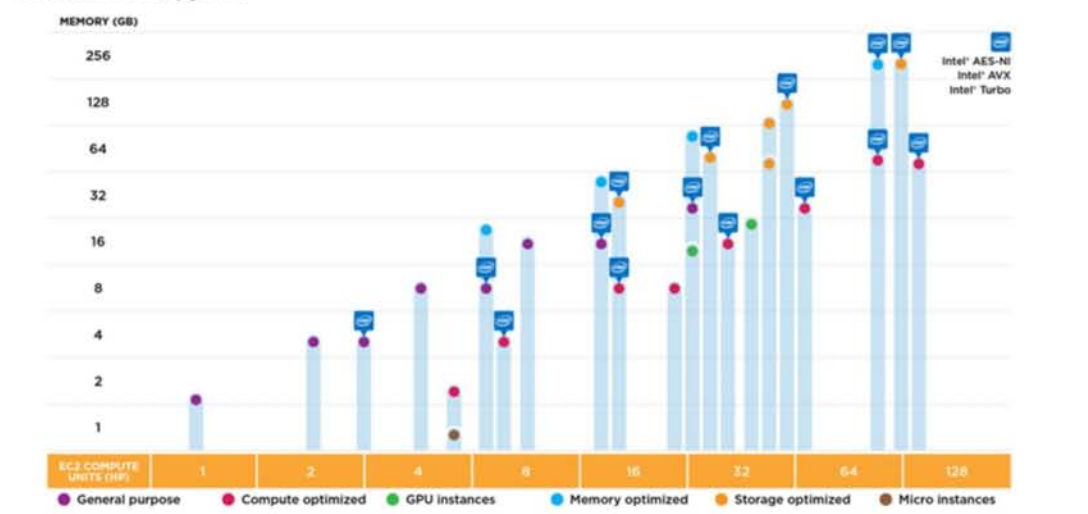 MEMORY (GB)
256
Intel® AES-NI
Intel® AVX
Intel® Turbo
128
64
32
16
8
4
2
1
EC2 COMPUTE
UNITS (HP)
1 2 4 8 16 32 64 128
General purpose Compute optimized GPU instances Memory optimized Storage optimized Micro instances